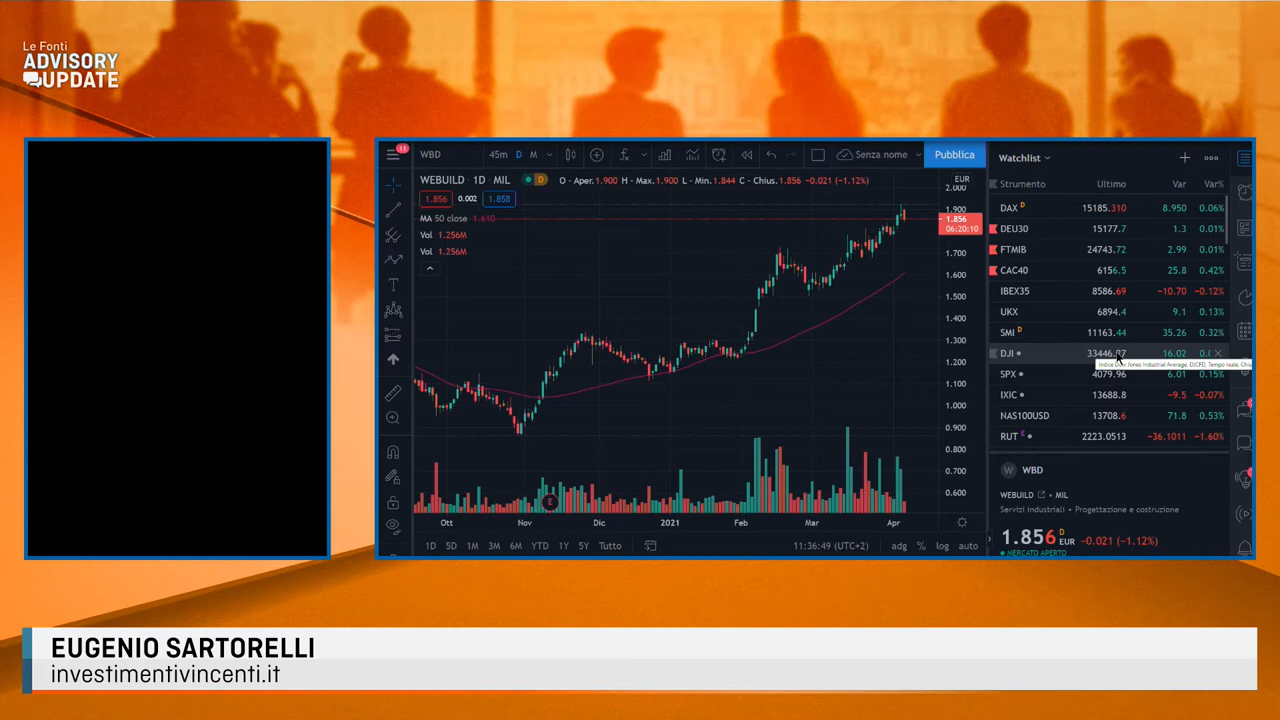 Le Fonti
ADVISORY
UPDATE
11
WBD
45m D M
Senza nome
Pubblica
WEBUILD · 1D · MIL
D
O - Aper. 1.900 H - Max. 1.900 L - Min. 1.844 C - Chius. 1.856 −0.021 (−1.12%)
EUR
1.856 0.002 1.858
MA 50 close 1.610
Vol 1.256M
Vol 1.256M
2.000
1.900
1.856
06:20:10
1.700
1.600
1.500
1.400
1.300
1.200
1.100
1.000
0.900
0.800
0.700
0.600
E
Ott Nov Dic 2021 Feb Mar Apr
1D 5D 1M 3M 6M YTD 1Y 5Y Tutto
11:36:49 (UTC+2) adg % log auto
Watchlist
Strumento Ultimo Var Var%
DAX D 15185.310 8.950 0.06%
DEU30 15177.7 1.3 0.01%
FTMIB 24743.72 2.99 0.01%
CAC40 6156.5 25.8 0.42%
IBEX35 8586.69 −10.70 −0.12%
UKX 6894.4 9.1 0.13%
SMI D 11163.44 35.26 0.32%
DJI 33446. 7 16.02
SPX 4079.96 6.01 0.15%
IXIC 13688.8 −9.5 −0.07%
NAS100USD 13708.6 71.8 0.53%
RUT E 2223.0513 −36.1011 −1.60%
W WBD
WEBUILD · MIL
Servizi industriali · Progettazione e costruzione
1.856 D EUR −0.021 (−1.12%)
MERCATO APERTO
EUGENIO SARTORELLI
investimentivincenti.it